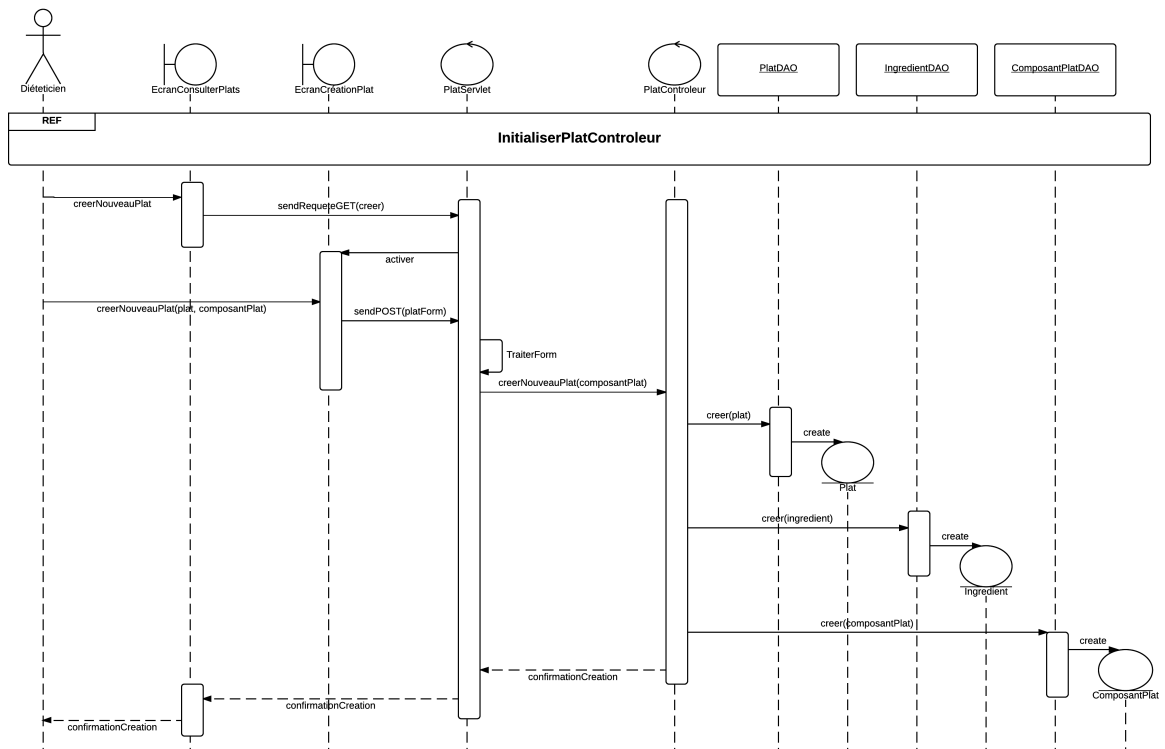 PlatDAO
IngredientDAO
ComposantPlatDAO
Diéteticien
EcranConsulterPlats
EcranCréationPlat
PlatServlet
PlatControleur
REF
InitialiserPlatControleur
creerNouveauPlat
sendRequeteGET(creer)
activer
creerNouveauPlat(plat, composantPlat)
sendPOST(platForm)
TraiterForm
creerNouveauPlat(composantPlat)
creer(plat)
create
Plat
creer(ingredient)
create
Ingredient
creer(composantPlat)
create
confirmationCreation
ComposantPlat
confirmationCreation
confirmationCreation